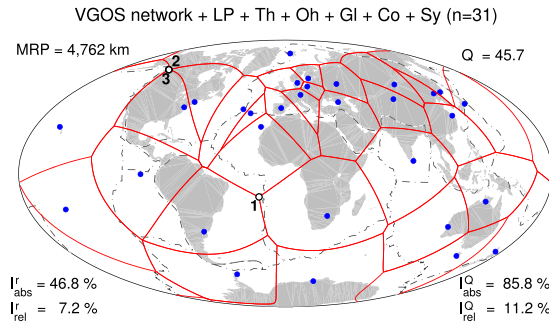 VGOS network + LP + Th + Oh + Gl + Co + Sy (n=31)
MRP = 4,762 km
Q = 45.7
2
3
1
I^r_abs = 46.8 %
I^r_rel = 7.2 %
I^Q_abs = 85.8 %
I^Q_rel = 11.2 %